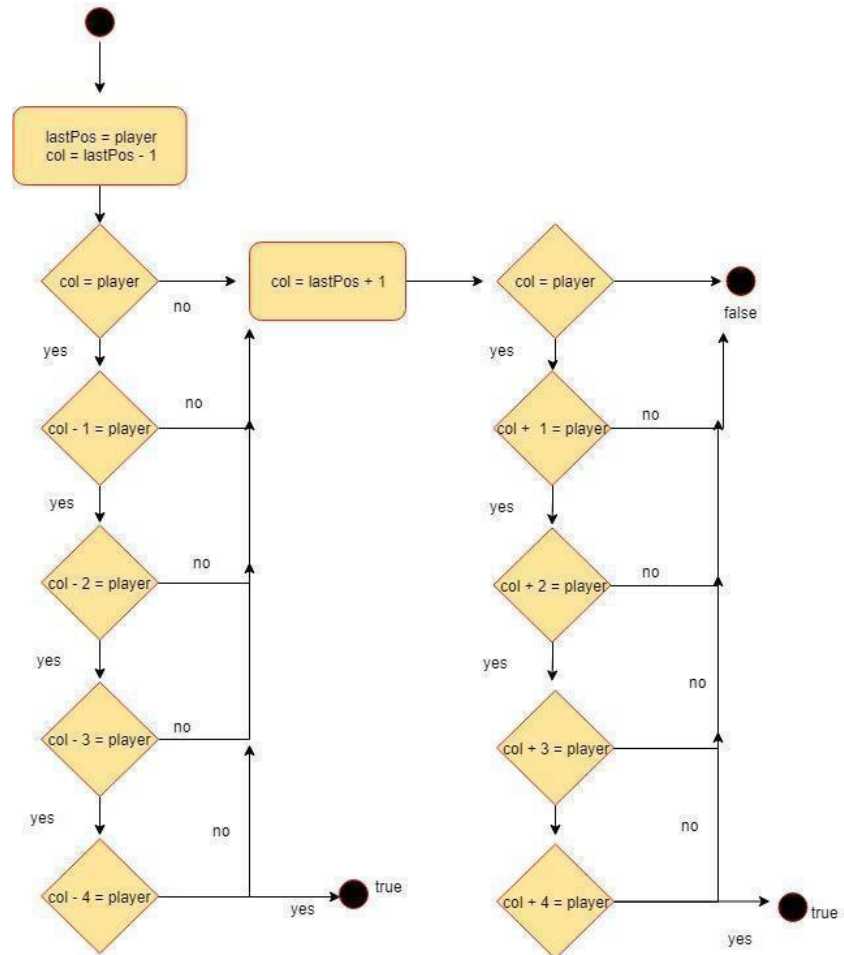 lastPos = player
col = lastPos - 1
col = player
no
col = lastPos + 1
col = player
false
yes
yes
col - 1 = player
no
col +  1 = player
no
yes
yes
col - 2 = player
no
col + 2 = player
no
yes
yes
no
col - 3 = player
no
col + 3 = player
yes
no
no
col - 4 = player
true
yes
col + 4 = player
true
yes